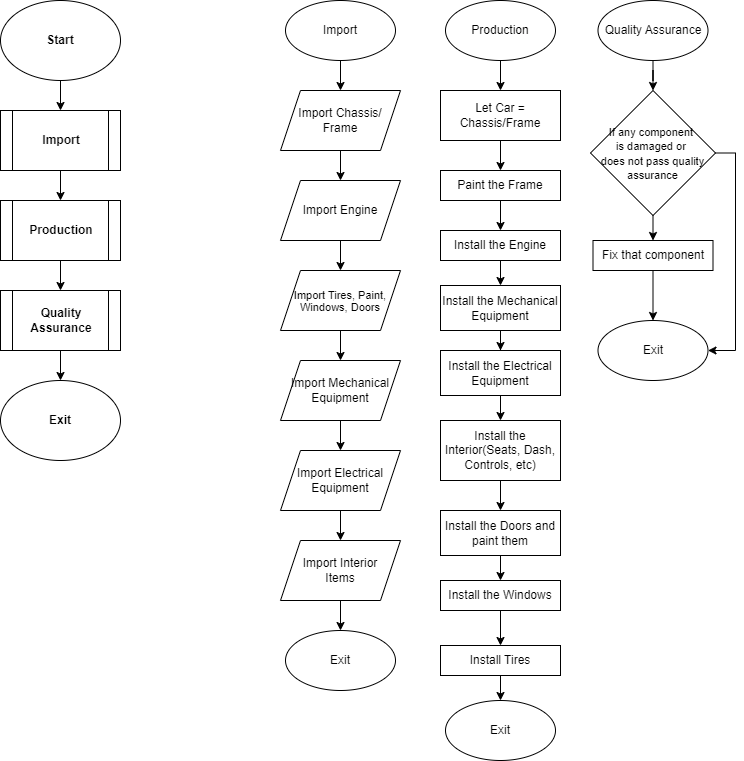 Start
Import
Production
Quality
Assurance
Exit
Import
Import Chassis/
Frame
Import Engine
Import Tires, Paint,
Windows, Doors
Import Mechanical
Equipment
Import Electrical
Equipment
Import Interior
Items
Exit
Production
Let Car =
Chassis/Frame
Paint the Frame
Install the Engine
Install the Mechanical
Equipment
Install the Electrical
Equipment
Install the
Interior(Seats, Dash,
Controls, etc)
Install the Doors and
paint them
Install the Windows
Install Tires
Exit
Quality Assurance
If any component
is damaged or
does not pass quality
assurance
Fix that component
Exit